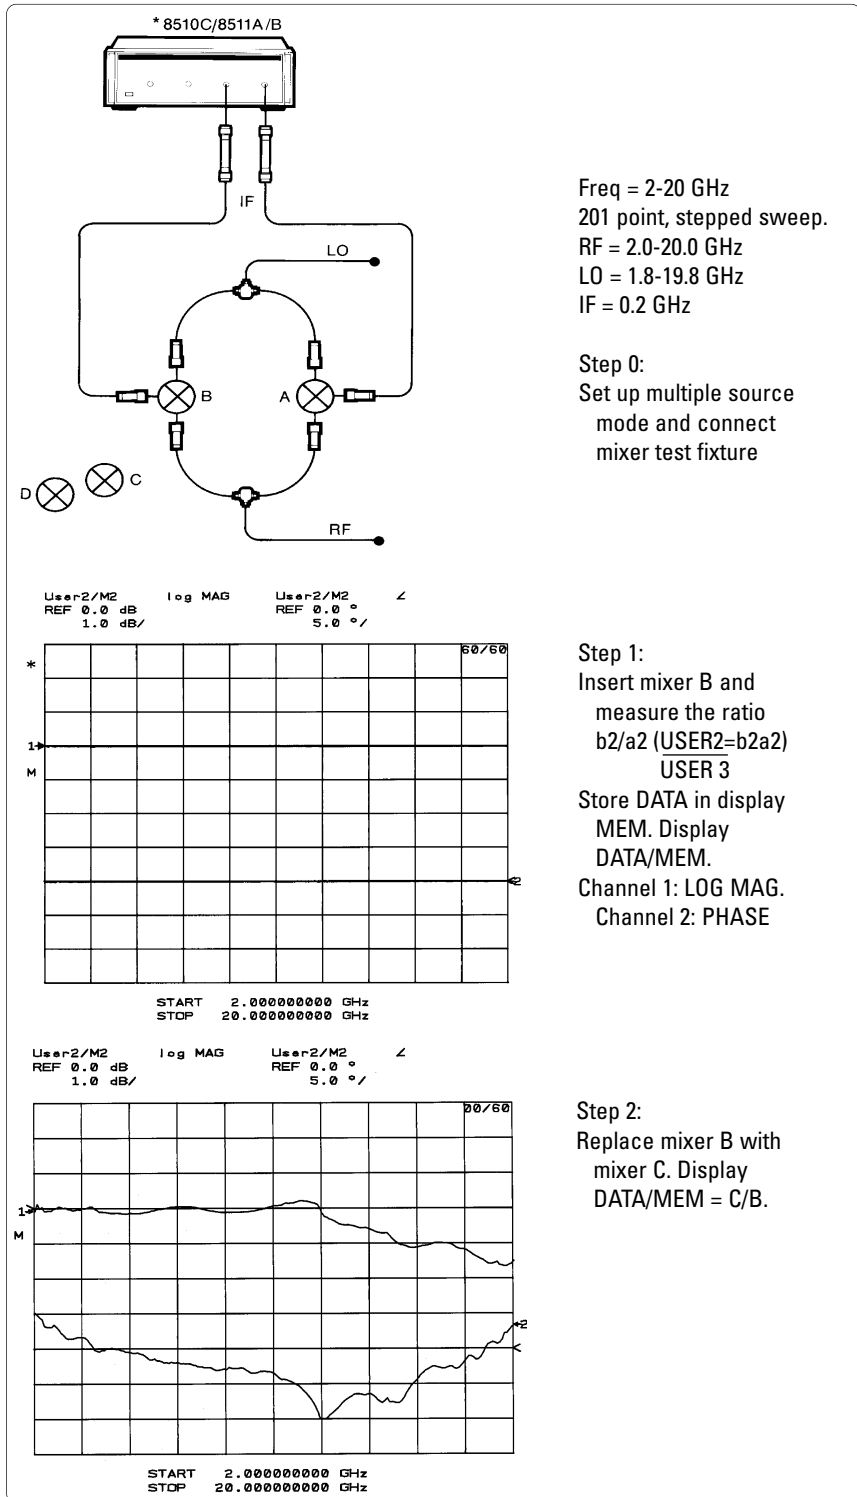 * 8510C/8511A/B
IF
LO
B
A
D
C
RF
Freq = 2-20 GHz
201 point, stepped sweep.
RF = 2.0-20.0 GHz
LO = 1.8-19.8 GHz
IF = 0.2 GHz
Step 0:
Set up multiple source
mode and connect
mixer test fixture
User2/M2 log MAG User2/M2 ∠
REF 0.0 dB REF 0.0 °
1.0 dB/ 5.0 °/
60/60
*
1
M
2
START 2.000000000 GHz
STOP 20.000000000 GHz
Step 1:
Insert mixer B and
measure the ratio
b2/a2 (USER2=b2a2)
USER 3
Store DATA in display
MEM. Display
DATA/MEM.
Channel 1: LOG MAG.
Channel 2: PHASE
User2/M2 log MAG User2/M2 ∠
REF 0.0 dB REF 0.0 °
1.0 dB/ 5.0 °/
00/60
1
M
2
START 2.000000000 GHz
STOP 20.000000000 GHz
Step 2:
Replace mixer B with
mixer C. Display
DATA/MEM = C/B.